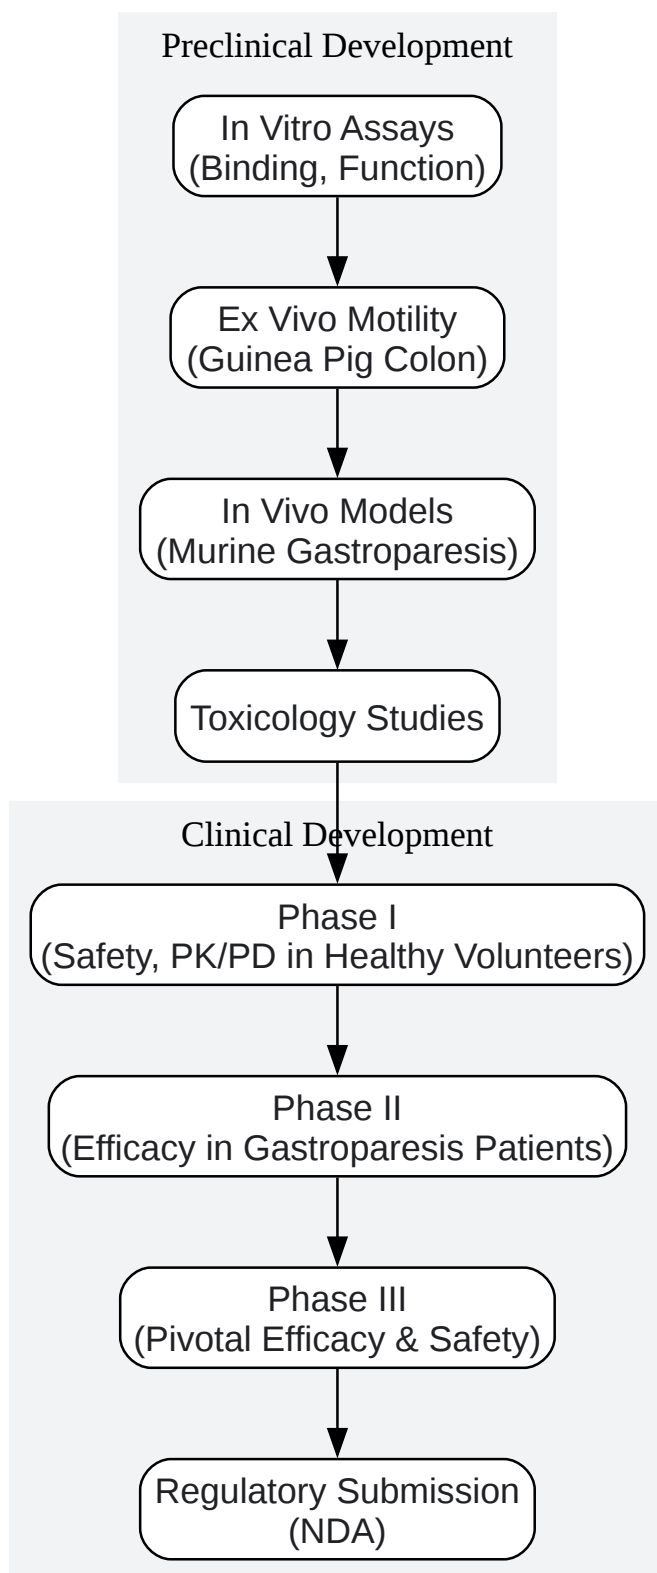 Preclinical Development
In Vitro Assays
(Binding, Function)
Ex Vivo Motility
(Guinea Pig Colon)
In Vivo Models
(Murine Gastroparesis)
Toxicology Studies
Clinical Development
Phase I
(Safety, PK/PD in Healthy Volunteers)
Phase II
(Efficacy in Gastroparesis Patients)
Phase III
(Pivotal Efficacy & Safety)
Regulatory Submission
(NDA)